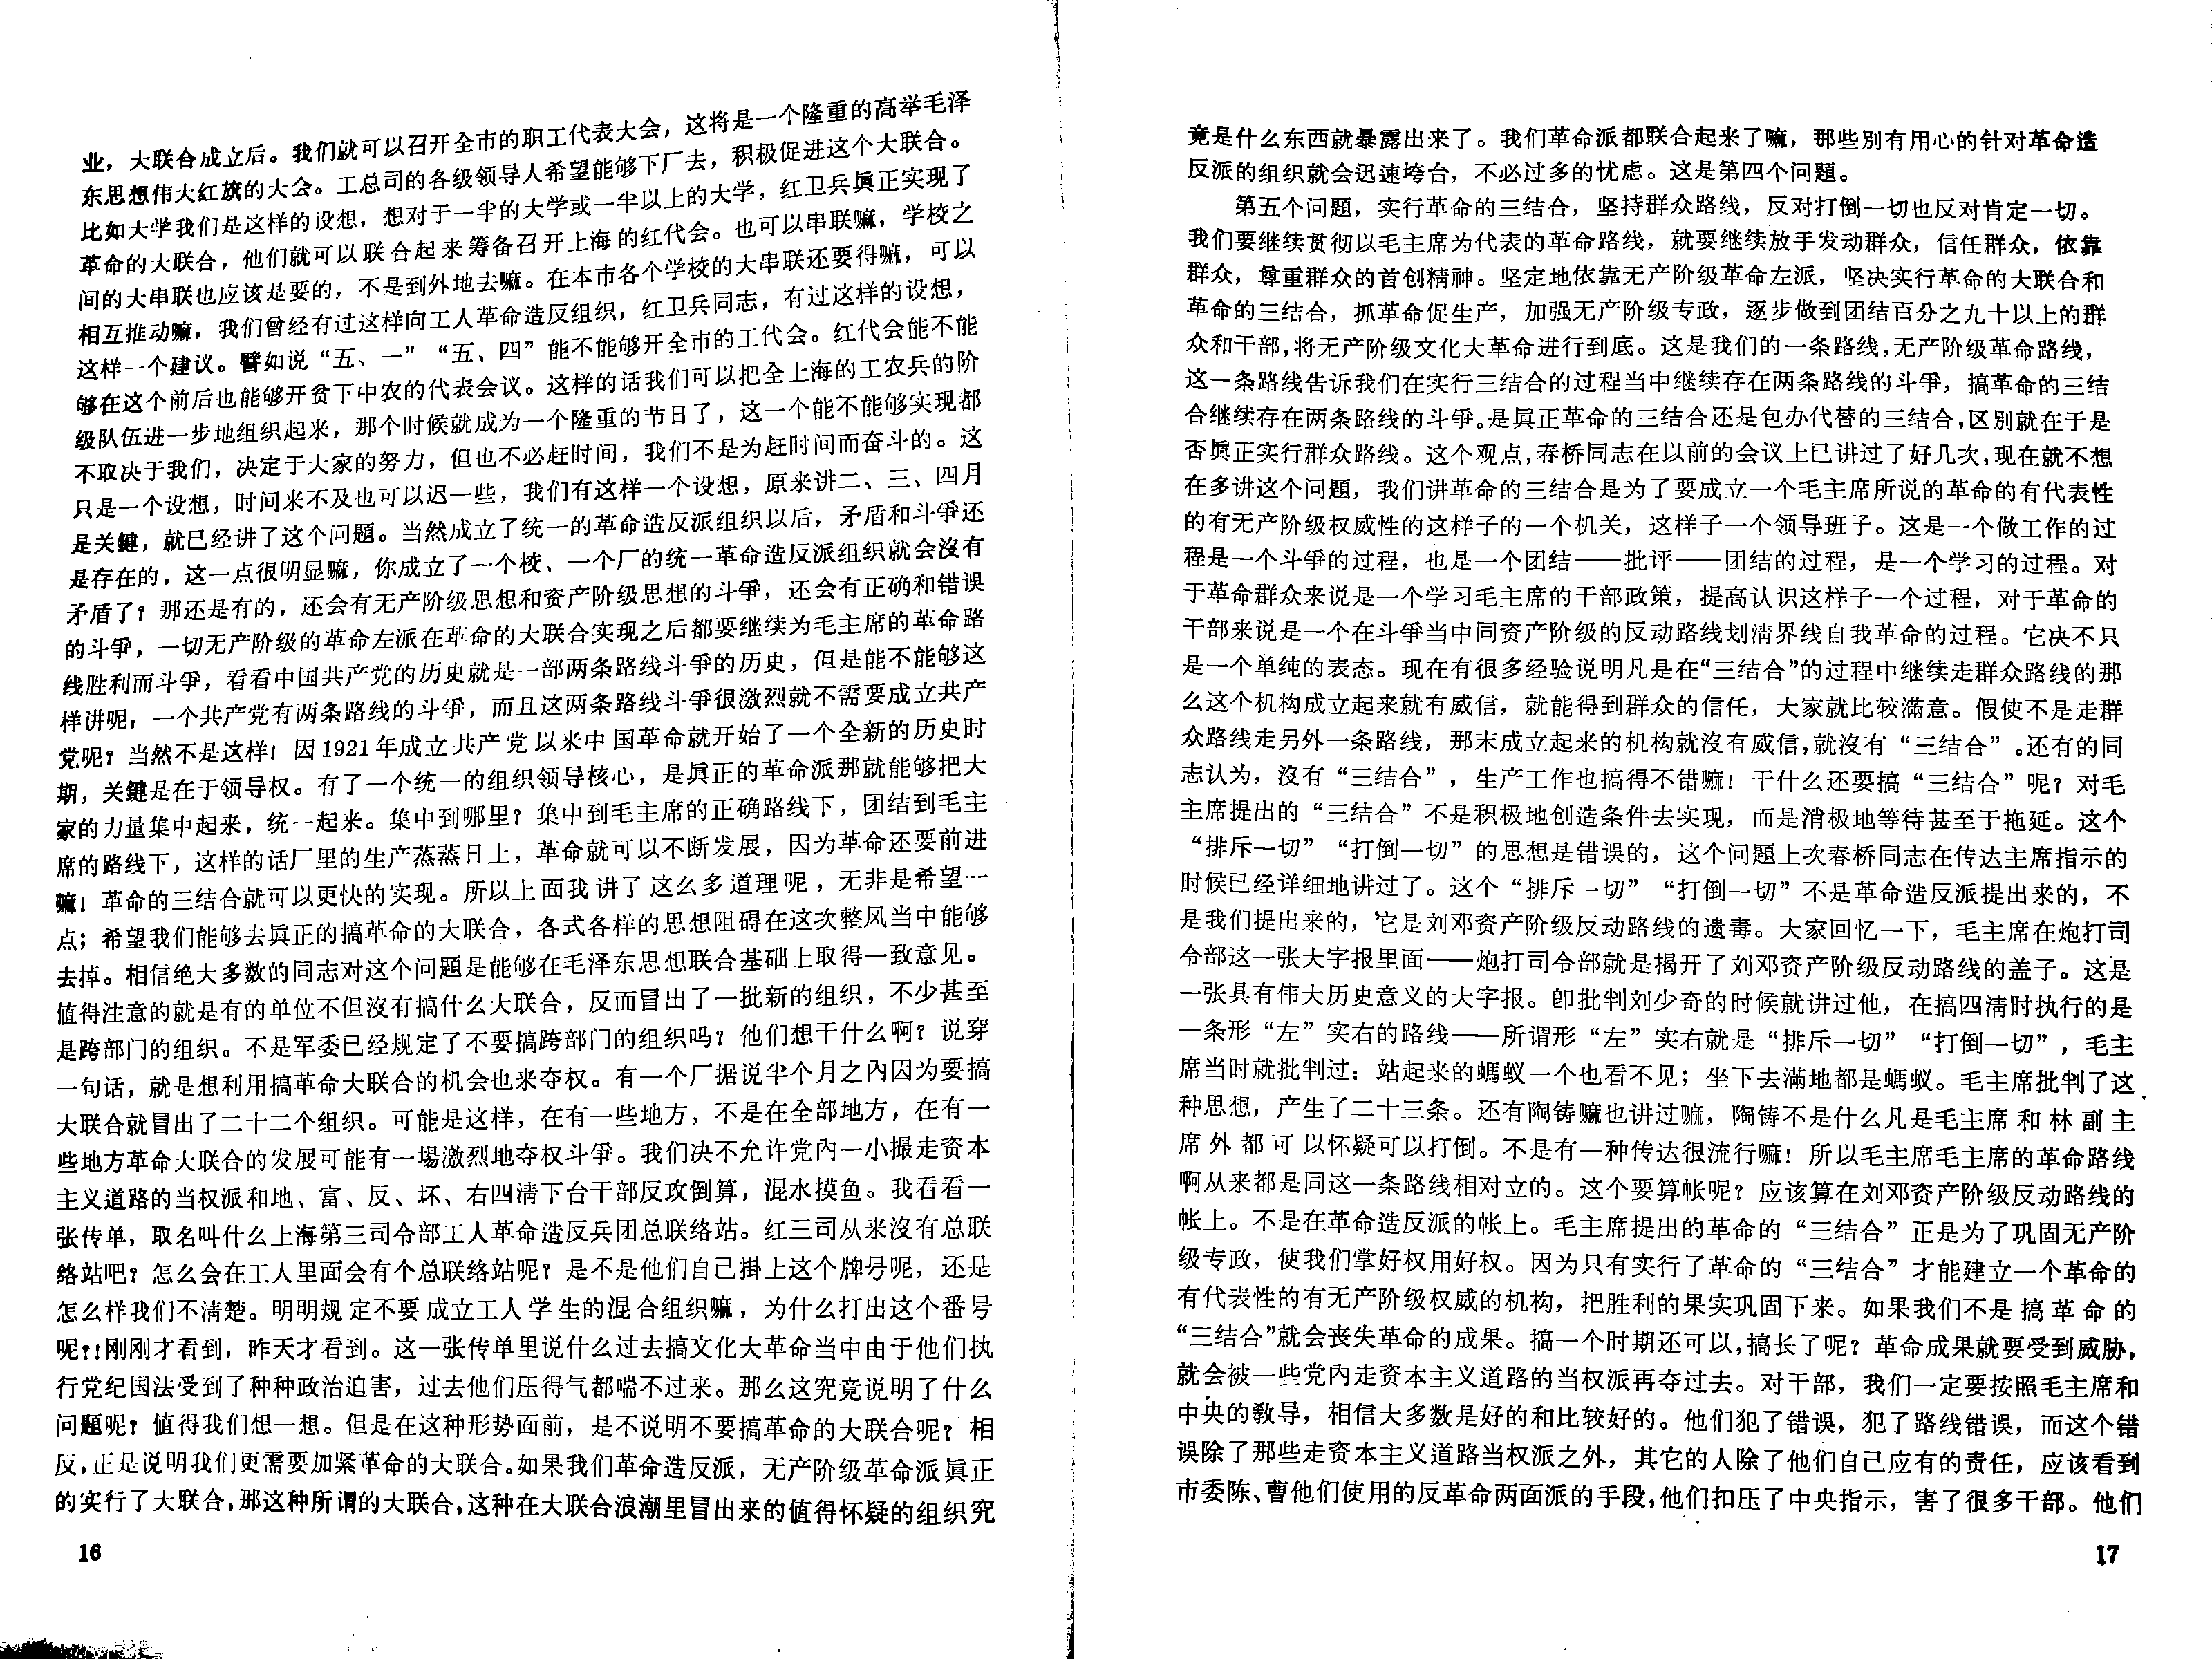 业，大联合成立后。我们就可以召开全市的职工代表大会，这将是一个隆重的高举毛泽
东思想伟大红旗的大会。工总司的各级领导人希望能够下厂去，积极促进这个大联合。
比如大学我们是这样的设想，想对于一半的大学或一半以上的大学，红卫兵眞正实现了
革命的大联合，他们就可以联合起来筹备召开上海的红代会。也可以串联嘛，学校之
间的大串联也应该是要的，不是到外地去嘛。在本市各个学校的大串联还要得嘛，可以
相互推动嘛，我们曾经有过这样向工人革命造反组织，红卫兵同志，有过这样的设想，
这样一个建议。譬如说“五、一”“五、四”能不能够开全市的工代会。红代会能不能
够在这个前后也能够开贫下中农的代表会议。这样的话我们可以把全上海的工农兵的阶
级队伍进一步地组织起来，那个时候就成为一个隆重的节日了，这一个能不能够实现都
不取决于我们，决定于大家的努力，但也不必赶时间，我们不是为赶时间而奋斗的。这
只是一个设想，时间来不及也可以迟一些，我们有这样一个设想，原来讲二、三、四月
是关鍵，就已经讲了这个问题。当然成立了统一的革命造反派组织以后，矛盾和斗爭还
是存在的，这一点很明显嘛，你成立了一个校、一个厂的统一革命造反派组织就会沒有
矛盾了？那还是有的，还会有无产阶级思想和资产阶级思想的斗爭，还会有正确和错误
的斗爭，一切无产阶级的革命左派在革命的大联合实现之后都要继续为毛主席的革命路
线胜利而斗爭，看看中国共产党的历史就是一部两条路线斗爭的历史，但是能不能够这
样讲呢，一个共产党有两条路线的斗爭，而且这两条路线斗爭很激烈就不需要成立共产
党呢？当然不是这样！因1921年成立共产党以来中国革命就开始了一个全新的历史时
期，关鍵是在于领导权。有了一个统一的组织领导核心，是眞正的革命派那就能够把大
家的力量集中起来，统一起来。集中到哪里？集中到毛主席的正确路线下，团结到毛主
席的路线下，这样的话厂里的生产蒸蒸日上，革命就可以不断发展，因为革命还要前进
嘛！革命的三结合就可以更快的实现。所以上面我讲了这么多道理呢，无非是希望一
点；希望我们能够去眞正的搞革命的大联合，各式各样的思想阻碍在这次整风当中能够
去掉。相信绝大多数的同志对这个问题是能够在毛泽东思想联合基础上取得一致意见。
值得注意的就是有的单位不但沒有搞什么大联合，反而冒出了一批新的组织，不少甚至
是跨部门的组织。不是军委已经规定了不要搞跨部门的组织吗？他们想干什么啊？说穿
一句话，就是想利用搞革命大联合的机会也来夺权。有一个厂据说半个月之內因为要搞
大联合就冒出了二十二个组织。可能是这样，在有一些地方，不是在全部地方，在有一
些地方革命大联合的发展可能有一場激烈地夺权斗爭。我们决不允许党內一小撮走资本
主义道路的当权派和地、富、反、坏、右四清下台干部反攻倒算，混水摸鱼。我看看一
张传单，取名叫什么上海第三司令部工人革命造反兵团总联络站。红三司从来沒有总联
络站吧？怎么会在工人里面会有个总联络站呢？是不是他们自己掛上这个牌号呢，还是
怎么样我们不清楚。明明规定不要成立工人学生的混合组织嘛，为什么打出这个番号
呢？！刚刚才看到，昨天才看到。这一张传单里说什么过去搞文化大革命当中由于他们执
行党纪国法受到了种种政治迫害，过去他们压得气都喘不过来。那么这究竟说明了什么
问题呢？值得我们想一想。但是在这种形势面前，是不说明不要搞革命的大联合呢？相
反，正是说明我们更需要加紧革命的大联合。如果我们革命造反派，无产阶级革命派眞正
的实行了大联合，那这种所谓的大联合，这种在大联合浪潮里冒出来的值得怀疑的组织究
16
竟是什么东西就暴露出来了。我们革命派都联合起来了嘛，那些别有用心的针对革命造
反派的组织就会迅速垮台，不必过多的忧虑。这是第四个问题。
第五个问题，实行革命的三结合，坚持群众路线，反对打倒一切也反对肯定一切。
我们要继续贯彻以毛主席为代表的革命路线，就要继续放手发动群众，信任群众，依靠
群众，尊重群众的首创精神。坚定地依靠无产阶级革命左派，坚决实行革命的大联合和
革命的三结合，抓革命促生产，加强无产阶级专政，逐步做到团结百分之九十以上的群
众和干部，将无产阶级文化大革命进行到底。这是我们的一条路线，无产阶级革命路线，
这一条路线告诉我们在实行三结合的过程当中继续存在两条路线的斗爭，搞革命的三结
合继续存在两条路线的斗爭。是眞正革命的三结合还是包办代替的三结合，区别就在于是
否眞正实行群众路线。这个观点，春桥同志在以前的会议上已讲过了好几次，现在就不想
在多讲这个问题，我们讲革命的三结合是为了要成立一个毛主席所说的革命的有代表性
的有无产阶级权威性的这样子的一个机关，这样子一个领导班子。这是一个做工作的过
程是一个斗爭的过程，也是一个团结——批评——团结的过程，是一个学习的过程。对
于革命群众来说是一个学习毛主席的干部政策，提高认识这样子一个过程，对于革命的
干部来说是一个在斗爭当中同资产阶级的反动路线划清界线自我革命的过程。它决不只
是一个单纯的表态。现在有很多经验说明凡是在“三结合”的过程中继续走群众路线的那
么这个机构成立起来就有威信，就能得到群众的信任，大家就比较滿意。假使不是走群
众路线走另外一条路线，那末成立起来的机构就沒有威信，就沒有“三结合”。还有的同
志认为，沒有“三结合”，生产工作也搞得不错嘛！干什么还要搞“三结合”呢？对毛
主席提出的“三结合”不是积极地创造条件去实现，而是消极地等待甚至于拖延。这个
“排斥一切”“打倒一切”的思想是错误的，这个问题上次春桥同志在传达主席指示的
时候已经详细地讲过了。这个“排斥一切”“打倒一切”不是革命造反派提出来的，不
是我们提出来的，它是刘邓资产阶级反动路线的遗毒。大家回忆一下，毛主席在炮打司
令部这一张大字报里面——炮打司令部就是揭开了刘邓资产阶级反动路线的盖子。这是
一张具有伟大历史意义的大字报。卽批判刘少奇的时候就讲过他，在搞四清时执行的是
一条形“左”实右的路线——所谓形“左”实右就是“排斥一切”“打倒一切”，毛主
席当时就批判过：站起来的螞蚁一个也看不见；坐下去滿地都是螞蚁。毛主席批判了这
种思想，产生了二十三条。还有陶铸嘛也讲过嘛，陶铸不是什么凡是毛主席和林副主
席外都可以怀疑可以打倒。不是有一种传达很流行嘛！所以毛主席毛主席的革命路线
啊从来都是同这一条路线相对立的。这个要算帐呢？应该算在刘邓资产阶级反动路线的
帐上。不是在革命造反派的帐上。毛主席提出的革命的“三结合”正是为了巩固无产阶
级专政，使我们掌好权用好权。因为只有实行了革命的“三结合”才能建立一个革命的
有代表性的有无产阶级权威的机构，把胜利的果实巩固下来。如果我们不是搞革命的
“三结合”就会丧失革命的成果。搞一个时期还可以，搞长了呢？革命成果就要受到威胁，
就会被一些党內走资本主义道路的当权派再夺过去。对干部，我们一定要按照毛主席和
中央的敎导，相信大多数是好的和比较好的。他们犯了错误，犯了路线错误，而这个错
误除了那些走资本主义道路当权派之外，其它的人除了他们自己应有的责任，应该看到
市委陈、曹他们使用的反革命两面派的手段，他们扣压了中央指示，害了很多干部。他们
17